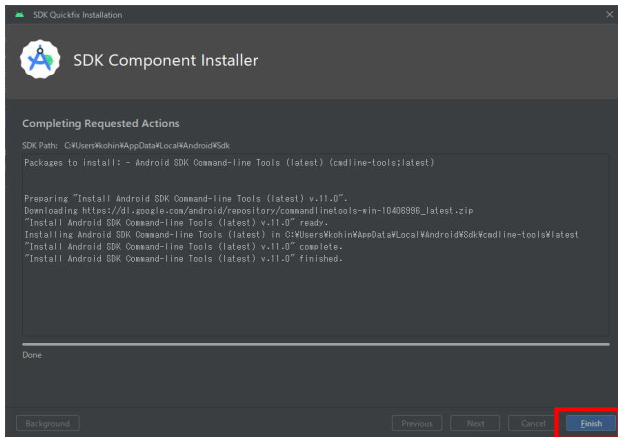 SDK Quickfix Installation
SDK Component Installer
Completing Requested Actions
SDK Path: C:¥Users¥kohin¥AppData¥Local¥Android¥Sdk
Packages to install: - Android SDK Command-line Tools (latest) (cmdline-tools;latest)
Preparing "Install Android SDK Command-line Tools (latest) v.11.0".
Downloading https://dl.google.com/android/repository/commandlinetools-win-10406996_latest.zip
"Install Android SDK Command-line Tools (latest) v.11.0" ready.
Installing Android SDK Command-line Tools (latest) in C:¥Users¥kohin¥AppData¥Local¥Android¥Sdk¥cmdline-tools¥latest
"Install Android SDK Command-line Tools (latest) v.11.0" complete.
"Install Android SDK Command-line Tools (latest) v.11.0" finished.
Done
Background Previous Next Cancel Finish